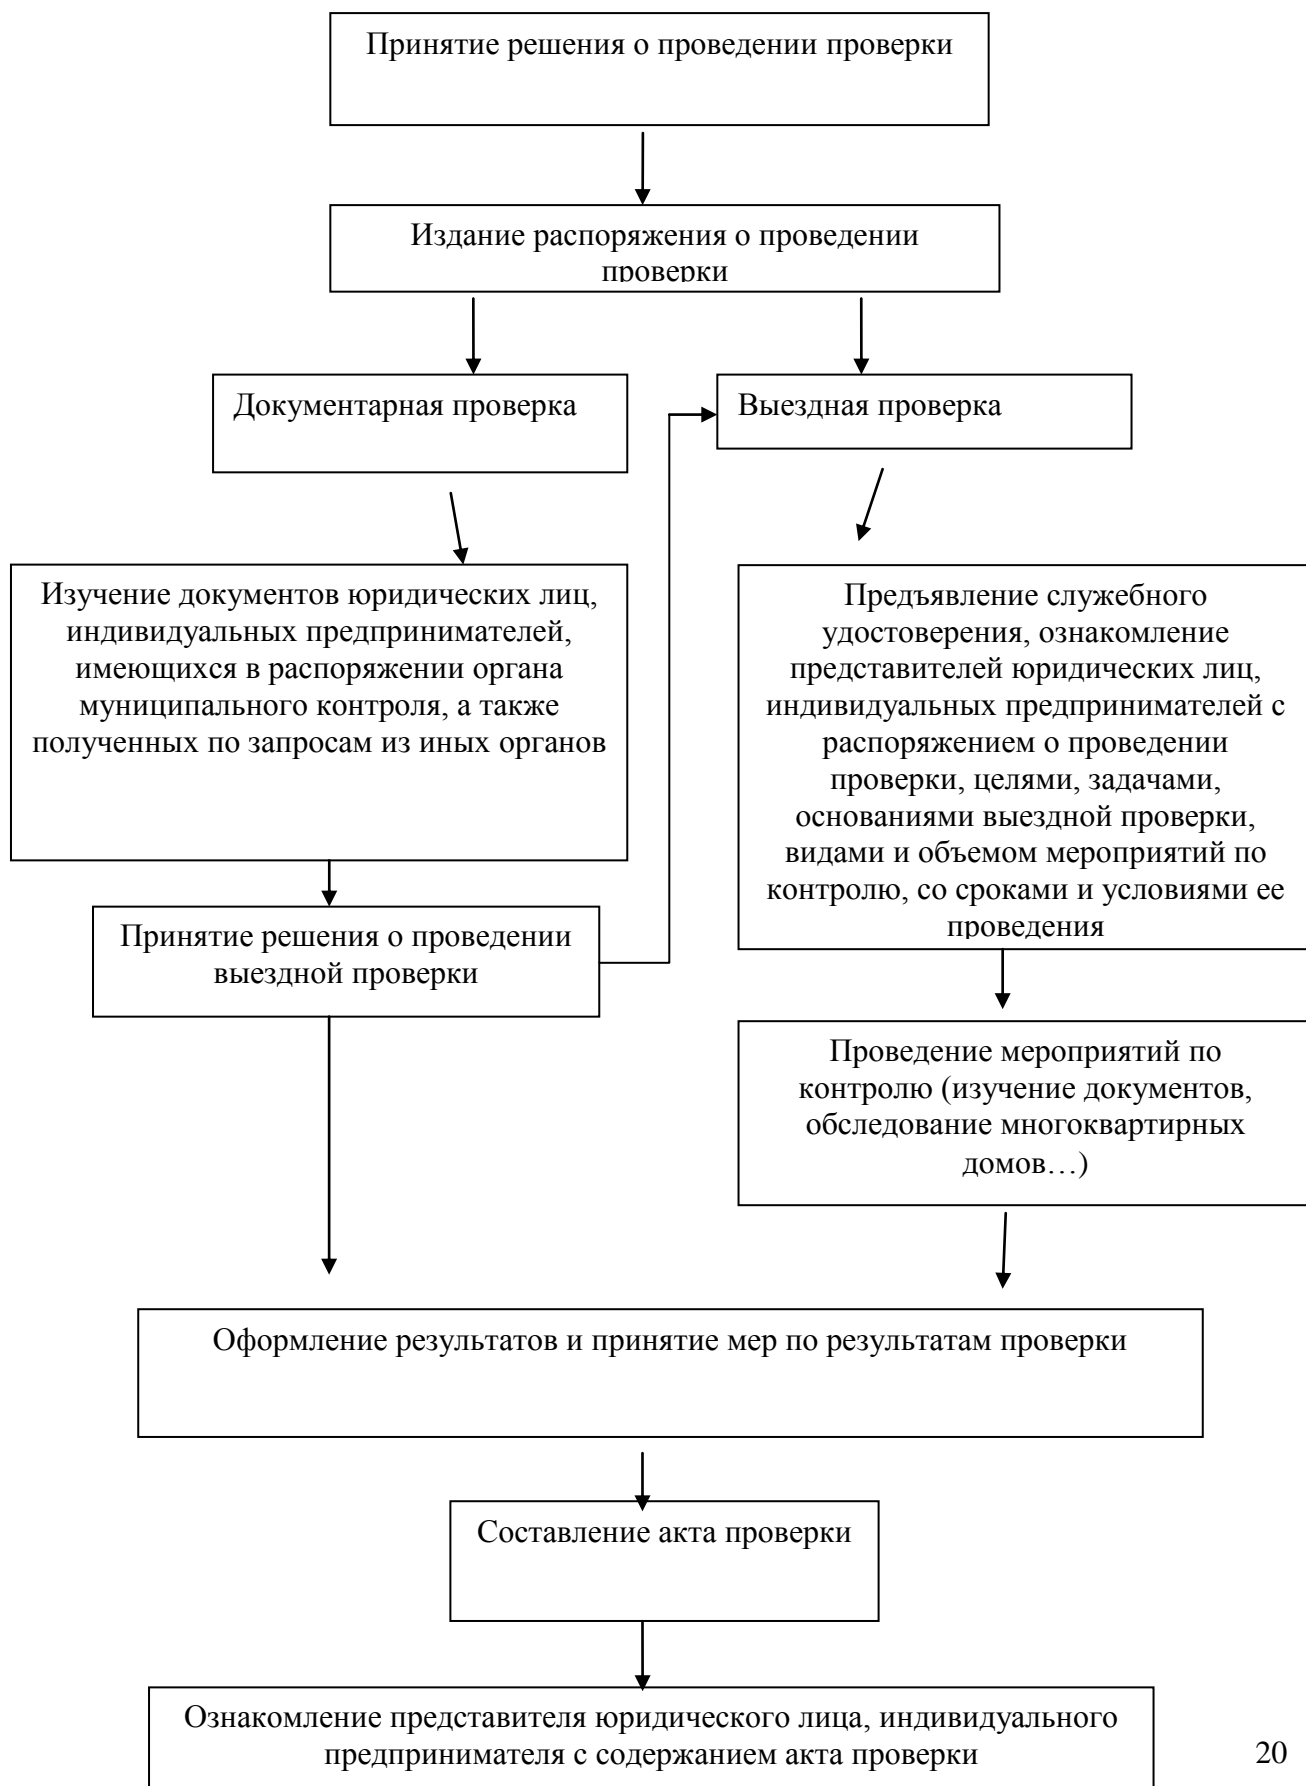 Принятие решения о проведении проверки
Издание распоряжения о проведении
проверки
Документарная проверка
Выездная проверка
Изучение документов юридических лиц,
индивидуальных предпринимателей,
имеющихся в распоряжении органа
муниципального контроля, а также
полученных по запросам из иных органов
Предъявление служебного
удостоверения, ознакомление
представителей юридических лиц,
индивидуальных предпринимателей с
распоряжением о проведении
проверки, целями, задачами,
основаниями выездной проверки,
видами и объемом мероприятий по
контролю, со сроками и условиями ее
проведения
Принятие решения о проведении
выездной проверки
Проведение мероприятий по
контролю (изучение документов,
обследование многоквартирных
домов…)
Оформление результатов и принятие мер по результатам проверки
Составление акта проверки
Ознакомление представителя юридического лица, индивидуального
предпринимателя с содержанием акта проверки
20